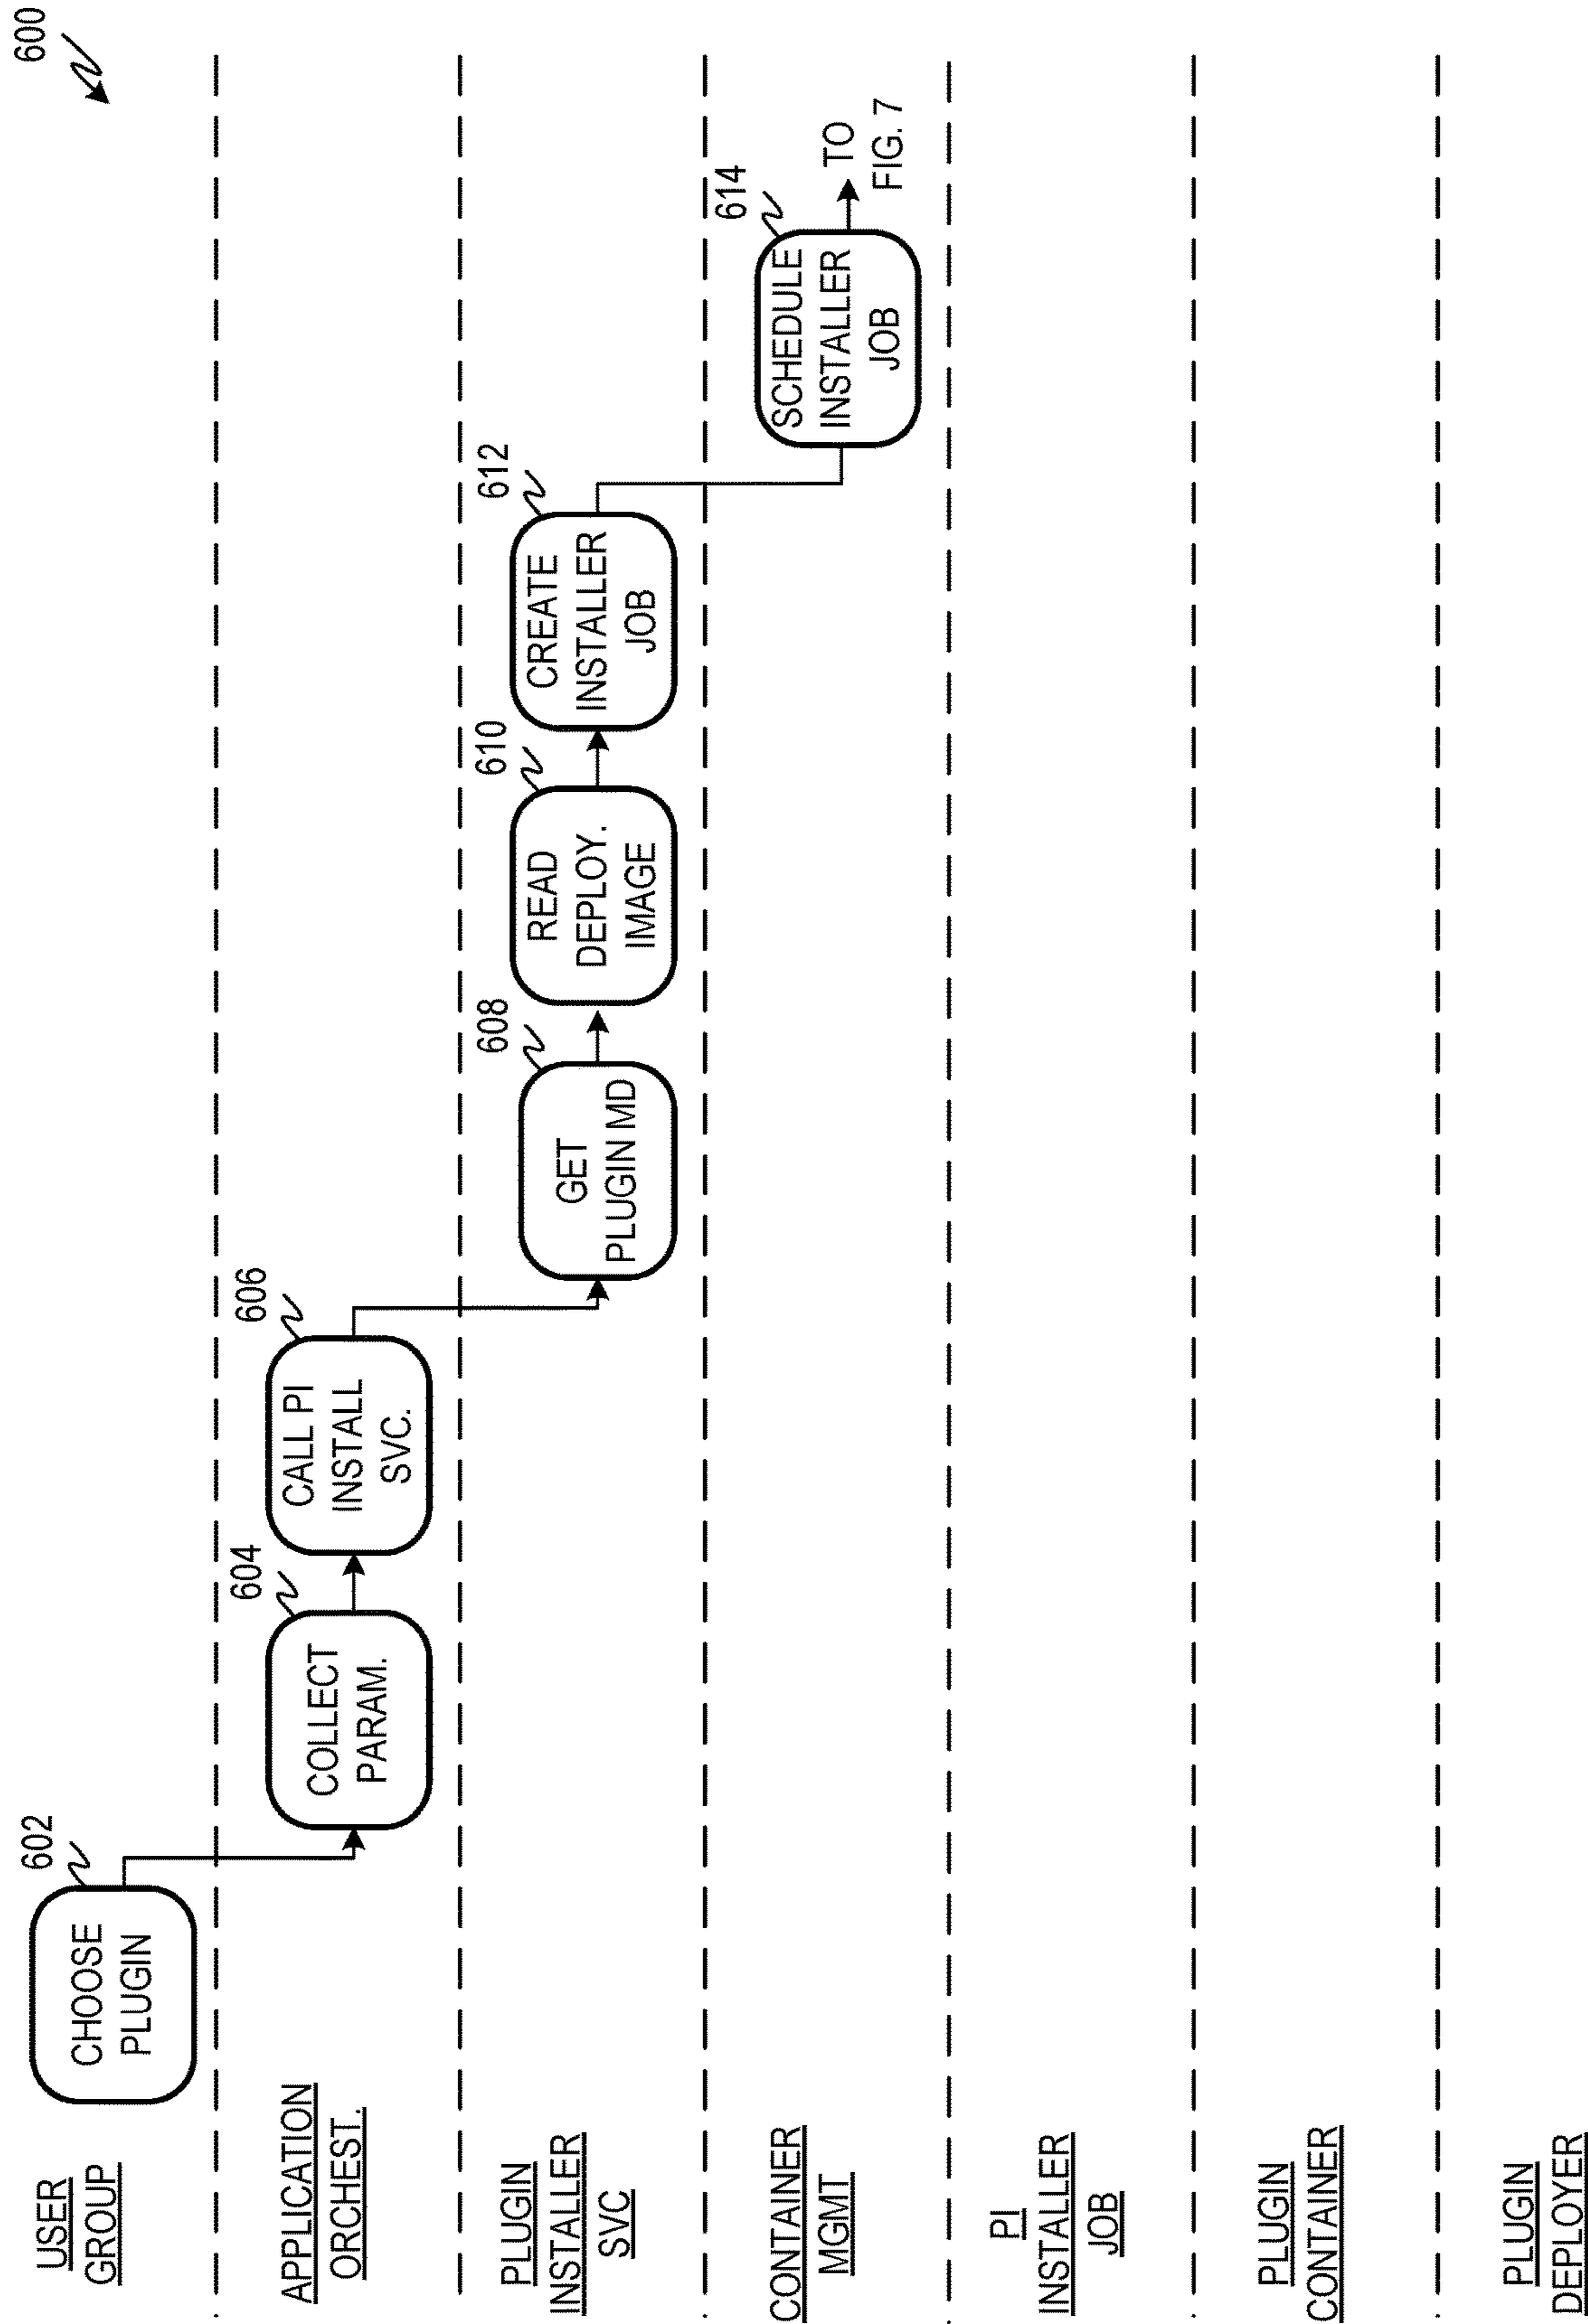 600
USER
GROUP
602
CHOOSE
PLUGIN
APPLICATION
ORCHEST.
604
COLLECT
PARAM.
606
CALL PI
INSTALL
SVC.
PLUGIN
INSTALLER
SVC
608
GET
PLUGIN MD
610
READ
DEPLOY.
IMAGE
612
CREATE
INSTALLER
JOB
CONTAINER
MGMT
614
SCHEDULE
INSTALLER
JOB
TO
FIG. 7
PI
INSTALLER
JOB
PLUGIN
CONTAINER
PLUGIN
DEPLOYER